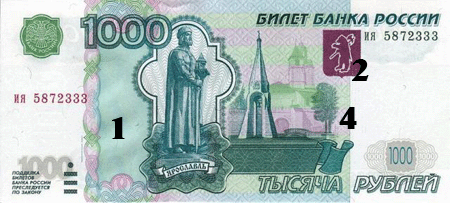 БИЛЕТ БАНКА РОССИИ
1000
ИЯ 5872333
2
ИЯ 5872333
1
4
ЯРОСЛАВЛЬ
1000
1000
ПОДДЕЛКА
БИЛЕТОВ
БАНКА РОССИИ
ПРЕСЛЕДУЕТСЯ
ПО ЗАКОНУ
ТЫСЯЧА РУБЛЕЙ